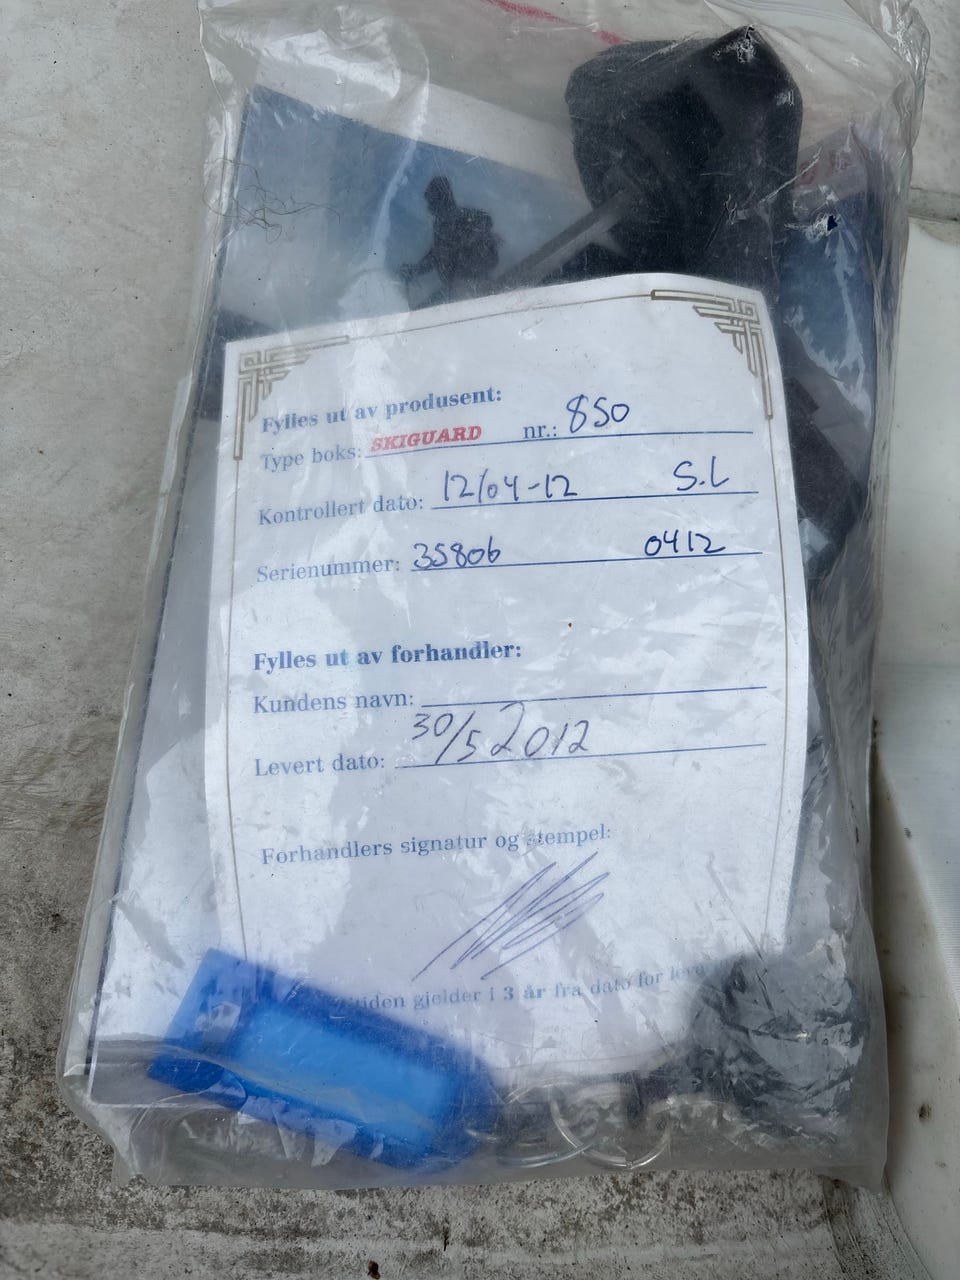 Fylles ut av produsent:
Type boks: SKIGUARD nr.: 850
Kontrollert dato: 12/04-12 S.L
Serienummer: 35806 0412
Fylles ut av forhandler:
Kundens navn:
Levert dato: 30/5 2012
Forhandlers signatur og stempel:
gjelder i 3 år fra dato for